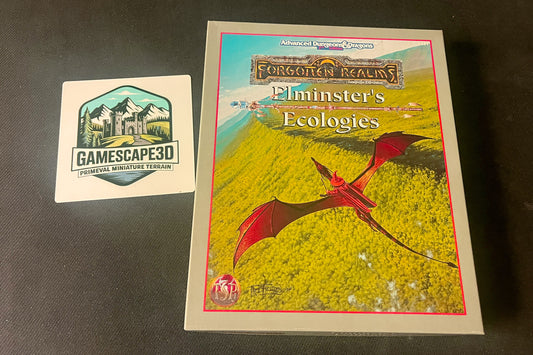 GAMESCAPE3D
PRIMEVAL MINIATURE TERRAIN
Advanced Dungeons & Dragons
FORGOTTEN REALMS
Elminster's
Ecologies